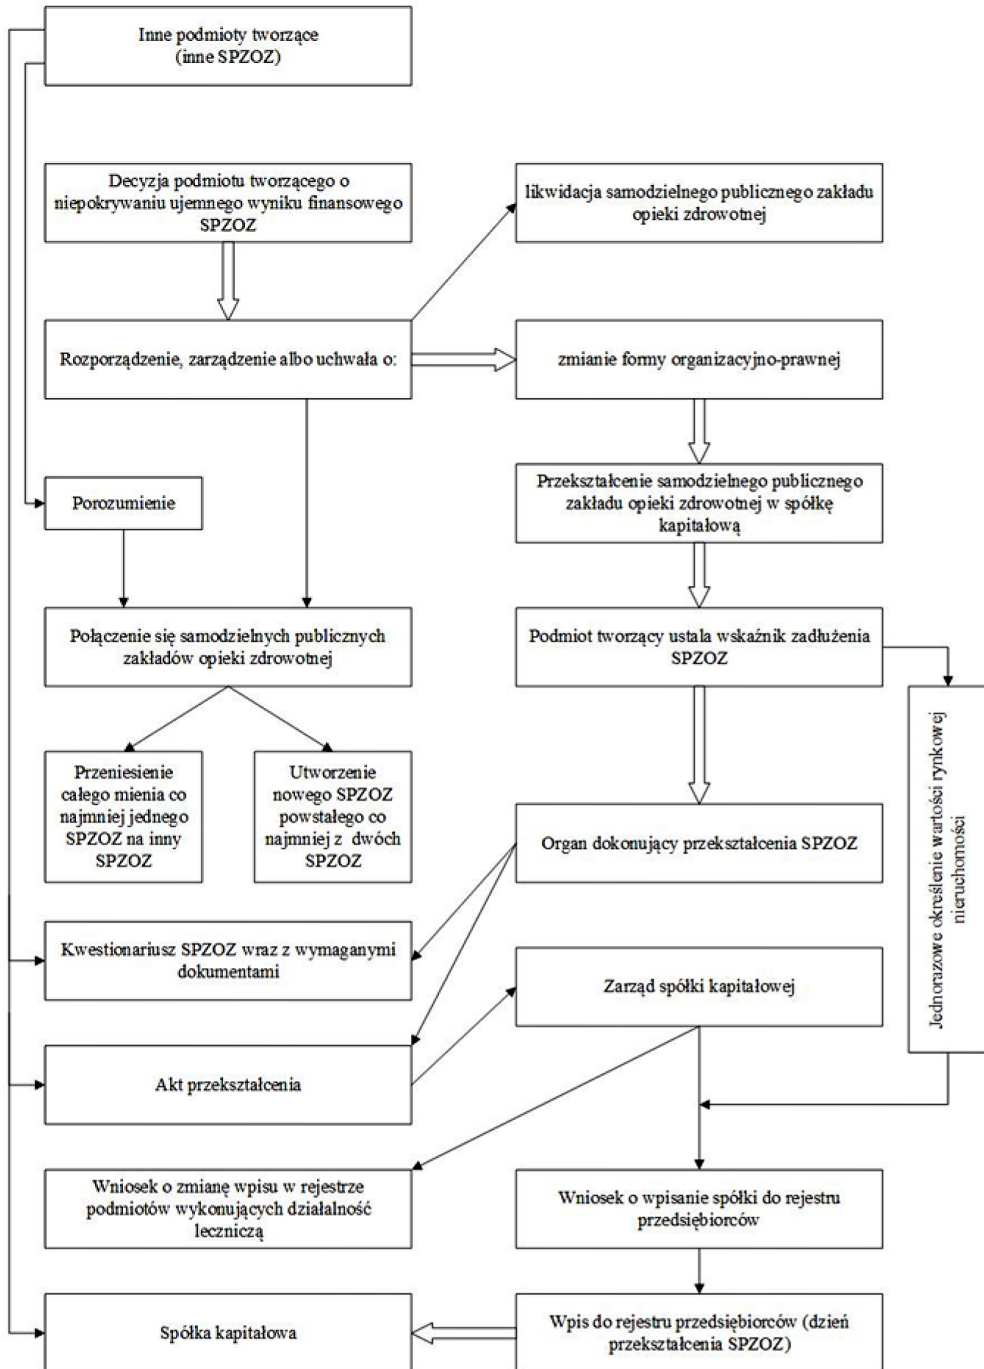 Inne podmioty tworzące
(inne SPZOZ)
Decyzja podmiotu tworzącego o
niepokrywaniu ujemnego wyniku finansowego
SPZOZ
likwidacja samodzielnego publicznego zakładu
opieki zdrowotnej
Rozporządzenie, zarządzenie albo uchwała o:
zmianie formy organizacyjno-prawnej
Porozumienie
Przekształcenie samodzielnego publicznego
zakładu opieki zdrowotnej w spółkę
kapitałową
Połączenie się samodzielnych publicznych
zakładów opieki zdrowotnej
Podmiot tworzący ustala wskaźnik zadłużenia
SPZOZ
Przeniesienie
całego mienia co
najmniej jednego
SPZOZ na inny
SPZOZ
Utworzenie
nowego SPZOZ
powstałego co
najmniej z dwóch
SPZOZ
Organ dokonujący przekształcenia SPZOZ
Jednorazowe określenie wartości rynkowej
nieruchomości
Kwestionariusz SPZOZ wraz z wymaganymi
dokumentami
Zarząd spółki kapitałowej
Akt przekształcenia
Wniosek o zmianę wpisu w rejestrze
podmiotów wykonujących działalność
leczniczą
Wniosek o wpisanie spółki do rejestru
przedsiębiorców
Spółka kapitałowa
Wpis do rejestru przedsiębiorców (dzień
przekształcenia SPZOZ)